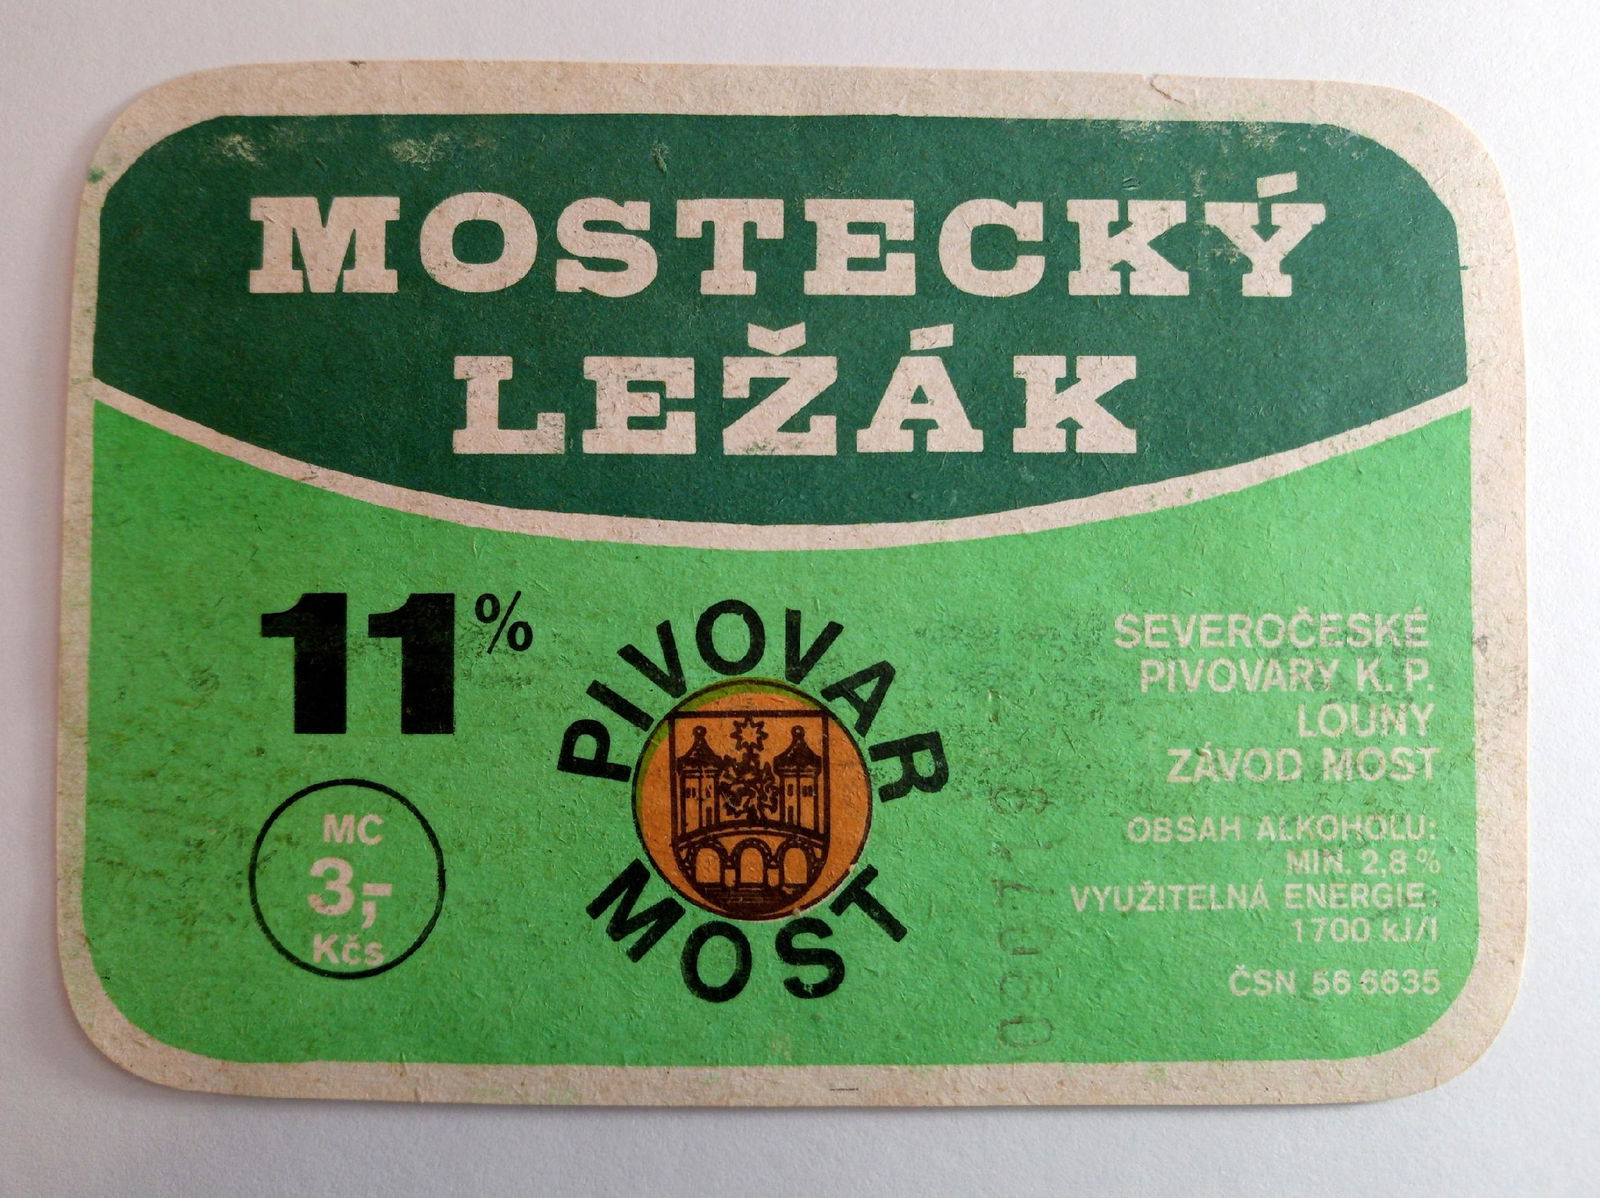 MOSTECKÝ
LEŽÁK
11%
MC
3,-
Kčs
PIVOVAR
MOST
SEVEROČESKÉ
PIVOVARY K. P.
LOUNY
ZÁVOD MOST
OBSAH ALKOHOLU:
MIN. 2,8 %
VYUŽITELNÁ ENERGIE:
1700 kJ/l
ČSN 56 6635